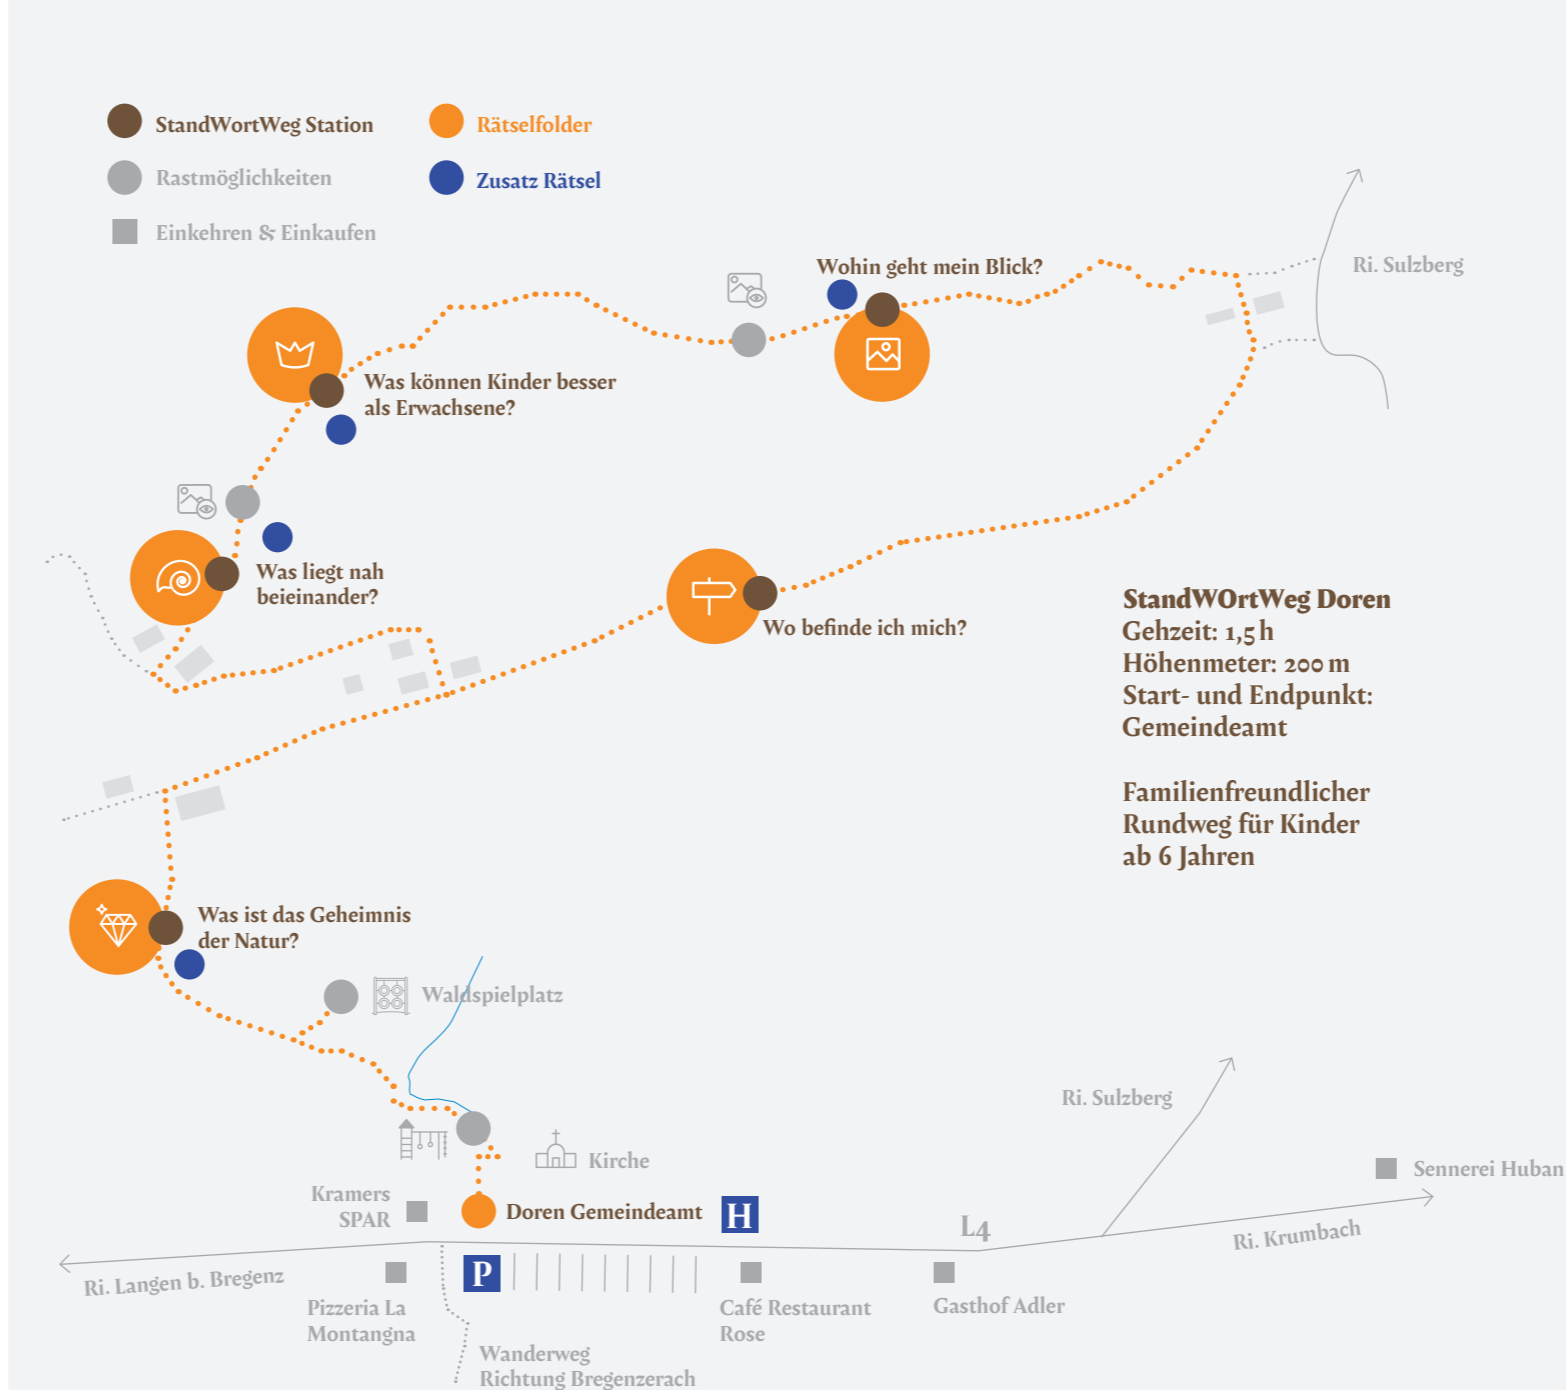 StandWortWeg Station
Rätselfolder
Rastmöglichkeiten
Zusatz Rätsel
Einkehren & Einkaufen
Wohin geht mein Blick?
Ri. Sulzberg
Was können Kinder besser
als Erwachsene?
Was liegt nah
beieinander?
Wo befinde ich mich?
StandWOrtWeg Doren
Gehzeit: 1,5 h
Höhenmeter: 200 m
Start- und Endpunkt:
Gemeindeamt
Familienfreundlicher
Rundweg für Kinder
ab 6 Jahren
Was ist das Geheimnis
der Natur?
Waldspielplatz
Ri. Sulzberg
Kirche
Sennerei Huban
Kramers
SPAR
Doren Gemeindeamt
H
L4
Ri. Krumbach
Ri. Langen b. Bregenz
P
Pizzeria La
Montangna
Café Restaurant
Rose
Gasthof Adler
Wanderweg
Richtung Bregenzerach